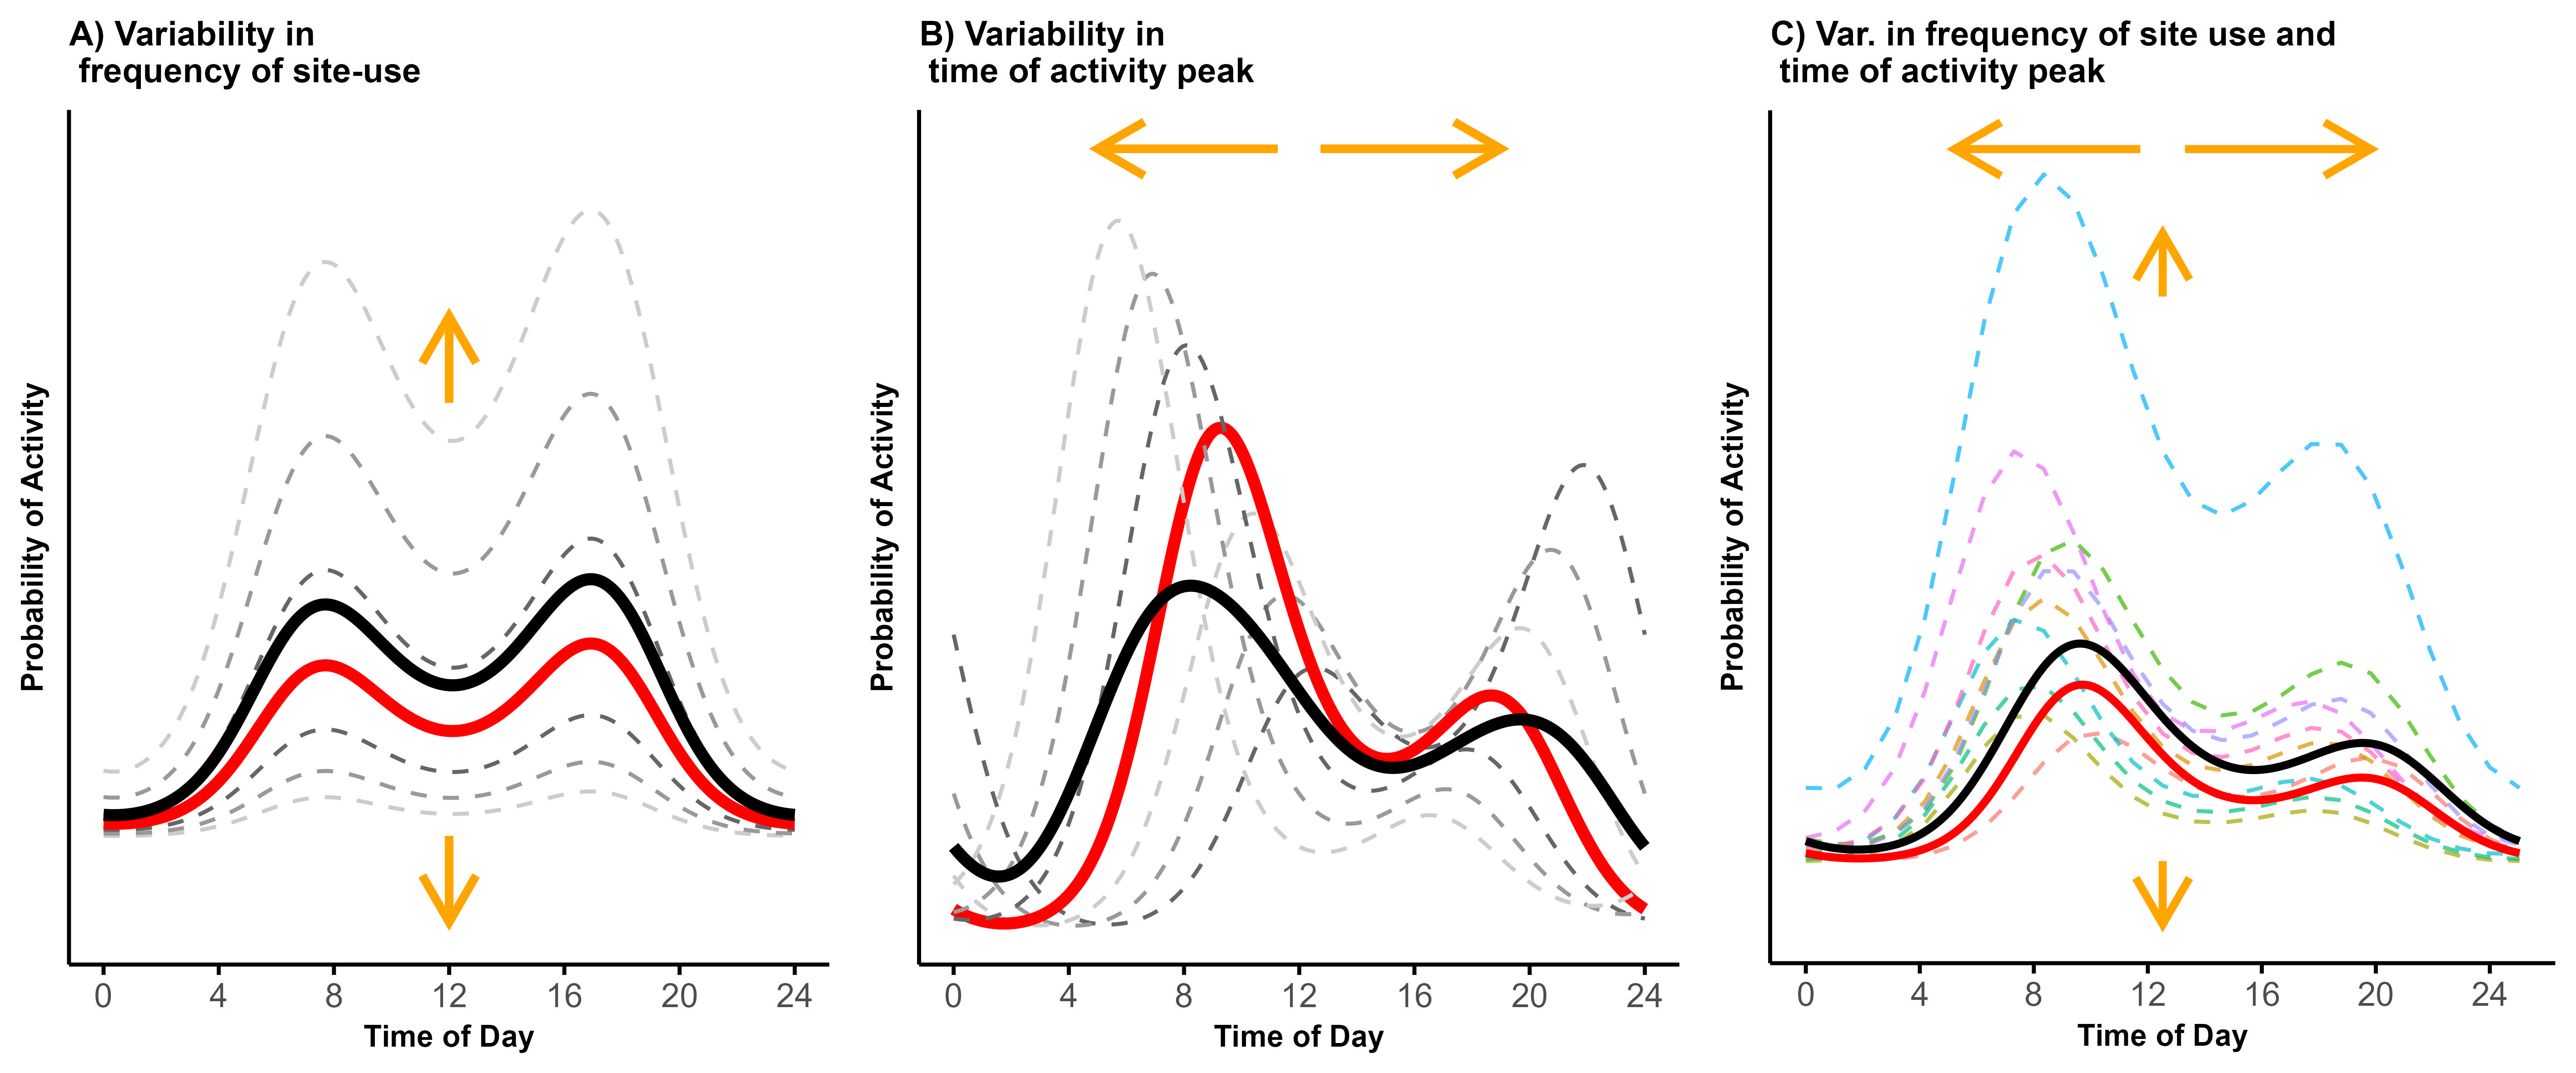 A) Variability in
frequency of site-use
Probability of Activity
0 4 8 12 16 20 24
Time of Day
B) Variability in
time of activity peak
Probability of Activity
0 4 8 12 16 20 24
Time of Day
C) Var. in frequency of site use and
time of activity peak
Probability of Activity
0 4 8 12 16 20 24
Time of Day